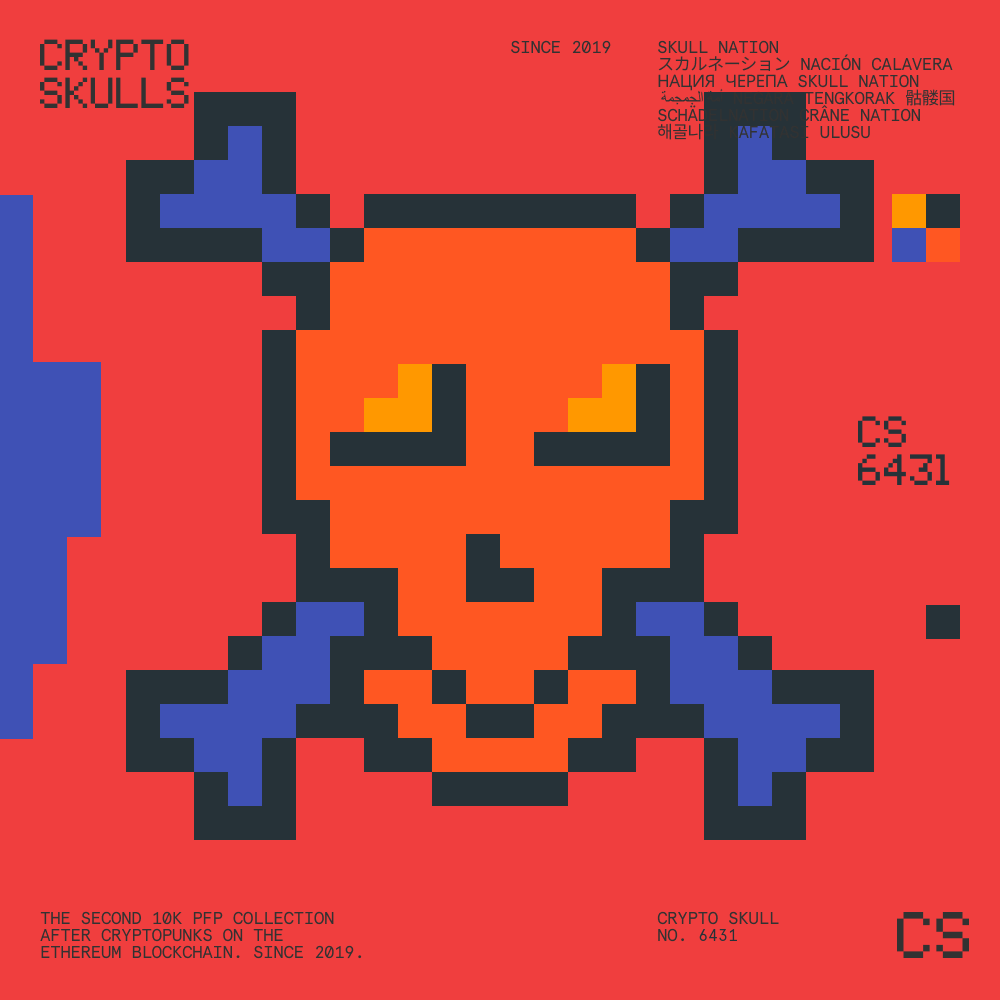 CRYPTO
SKULLS
SINCE 2019
SKULL NATION
スカルネーション NACIÓN CALAVERA
НАЦИЯ ЧЕРЕПА SKULL NATION
TENGKORAK 骷髅国
CRÂNE NATION
해골나 ULUSU
CS
6431
THE SECOND 10K PFP COLLECTION
AFTER CRYPTOPUNKS ON THE
ETHEREUM BLOCKCHAIN. SINCE 2019.
CRYPTO SKULL
NO. 6431
CS